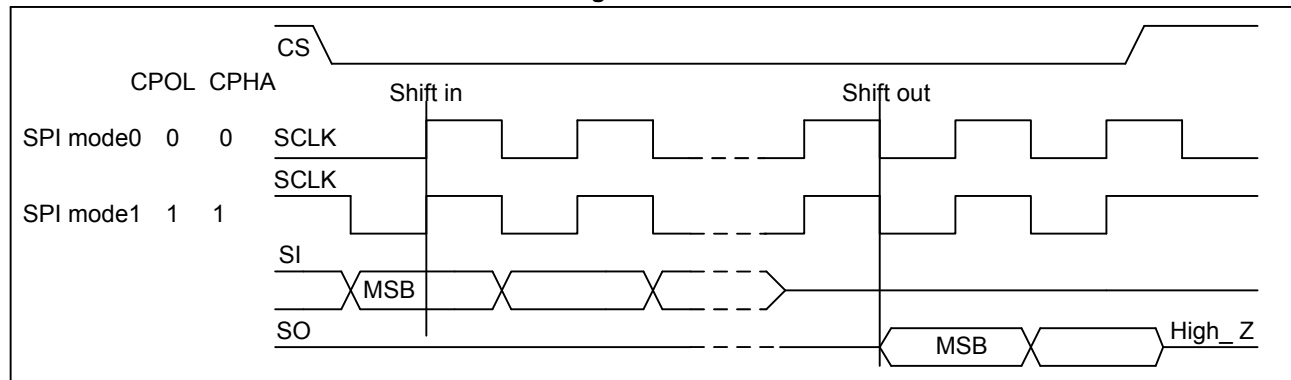 CS
CPOL CPHA
Shift in Shift out
SPI mode0 0 0 SCLK
SCLK
SPI mode1 1 1
SI
MSB
SO
MSB High_ Z